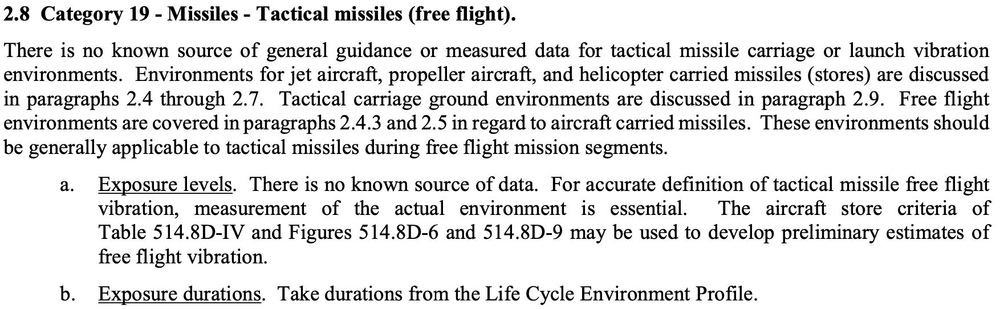 2.8 Category 19 - Missiles - Tactical missiles (free flight).
There is no known source of general guidance or measured data for tactical missile carriage or launch vibration
environments. Environments for jet aircraft, propeller aircraft, and helicopter carried missiles (stores) are discussed
in paragraphs 2.4 through 2.7. Tactical carriage ground environments are discussed in paragraph 2.9. Free flight
environments are covered in paragraphs 2.4.3 and 2.5 in regard to aircraft carried missiles. These environments should
be generally applicable to tactical missiles during free flight mission segments.
a. Exposure levels. There is no known source of data. For accurate definition of tactical missile free flight
vibration, measurement of the actual environment is essential. The aircraft store criteria of
Table 514.8D-IV and Figures 514.8D-6 and 514.8D-9 may be used to develop preliminary estimates of
free flight vibration.
b. Exposure durations. Take durations from the Life Cycle Environment Profile.